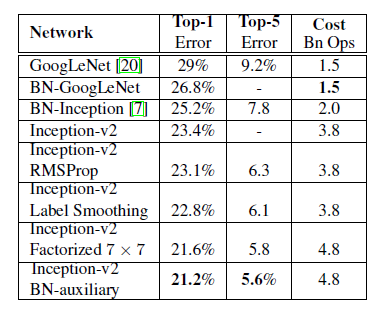 Network Top-1 Error Top-5 Error Cost Bn Ops
GoogLeNet [20] 29% 9.2% 1.5
BN-GoogLeNet 26.8% - 1.5
BN-Inception [7] 25.2% 7.8 2.0
Inception-v2 23.4% - 3.8
Inception-v2
RMSProp 23.1% 6.3 3.8
Inception-v2
Label Smoothing 22.8% 6.1 3.8
Inception-v2
Factorized 7 × 7 21.6% 5.8 4.8
Inception-v2
BN-auxiliary 21.2% 5.6% 4.8